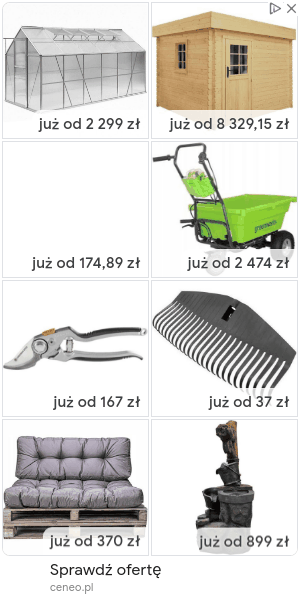 już od 2 299 zł
już od 8 329,15 zł
już od 174,89 zł
już od 2 474 zł
już od 167 zł
już od 37 zł
już od 370 zł
już od 899 zł
Sprawdź ofertę
ceneo.pl